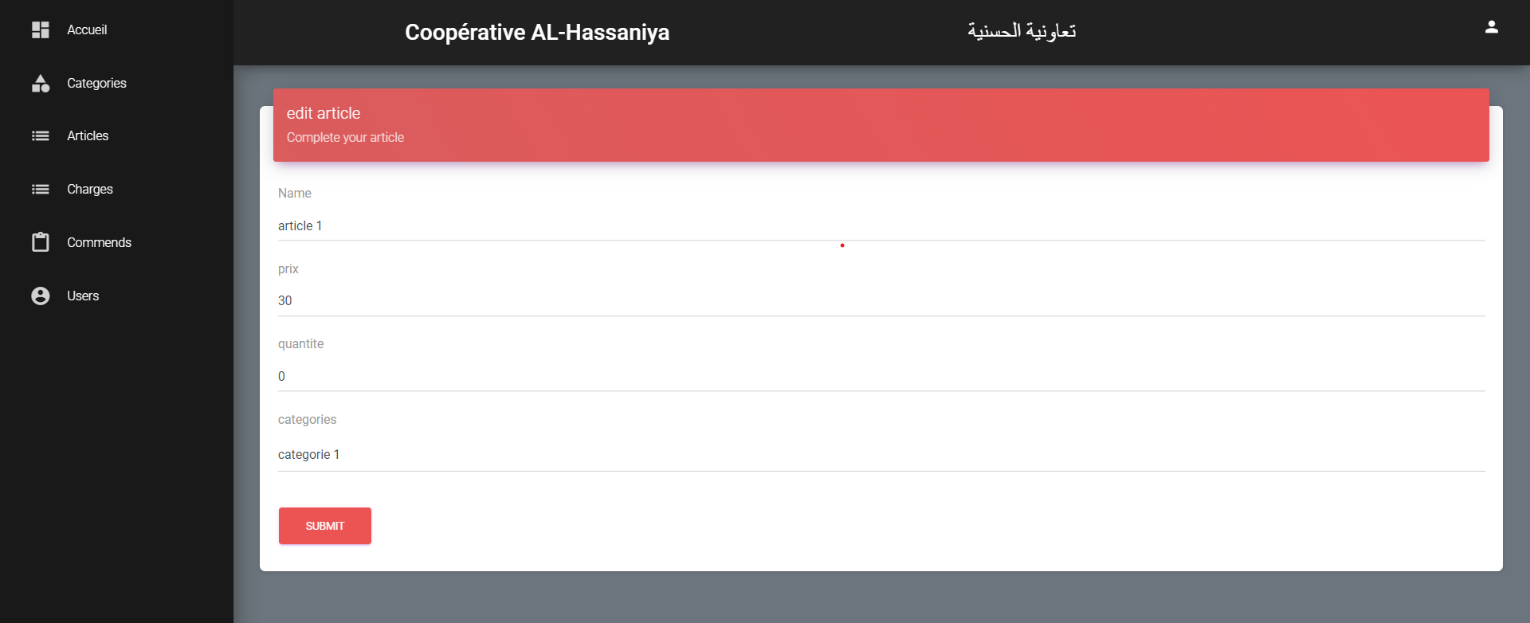 Accueil
Categories
Articles
Charges
Commends
Users
Coopérative AL-Hassaniya
تعاونية الحسنية
edit article
Complete your article
Name
article 1
prix
30
quantite
0
categories
categorie 1
SUBMIT